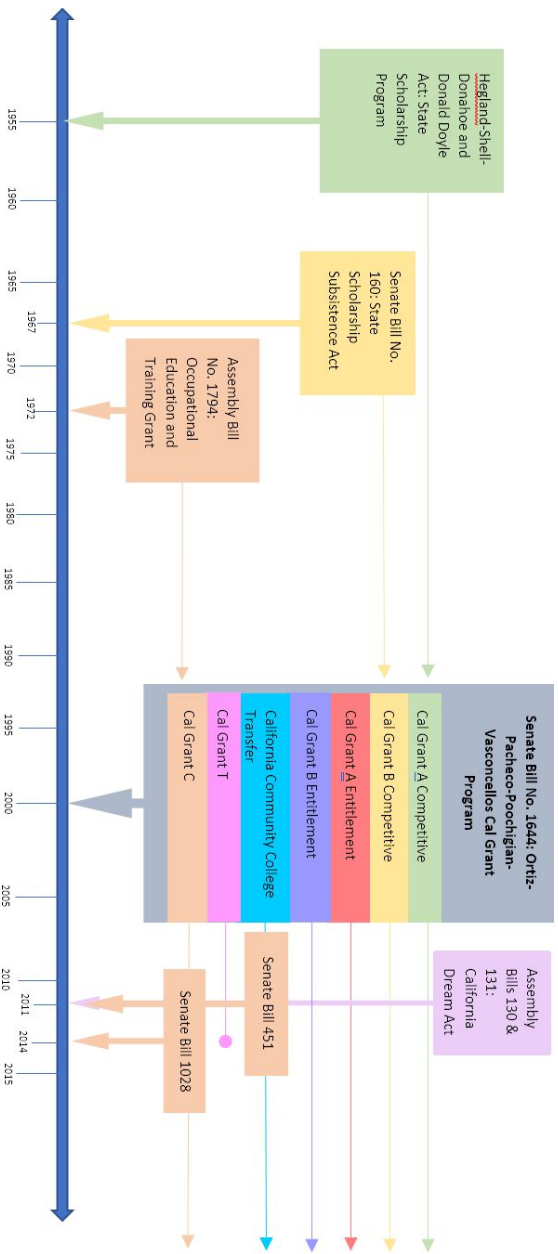 Hegland-Shell-
Donahoe and
Donald Doyle
Act: State
Scholarship
Program
Senate Bill No.
160: State
Scholarship
Subsistence Act
Assembly Bill
No. 1794:
Occupational
Education and
Training Grant
Senate Bill No. 1644: Ortiz-
Pacheco-Poochigian-
Vasconcellos Cal Grant
Program
Cal Grant A Competitive
Cal Grant B Competitive
Cal Grant A Entitlement
Cal Grant B Entitlement
California Community College
Transfer
Cal Grant T
Cal Grant C
Assembly
Bills 130 &
131:
California
Dream Act
Senate Bill 451
Senate Bill 1028
1955
1960
1965
1967
1970
1972
1975
1980
1985
1990
1995
2000
2005
2010
2011
2014
2015